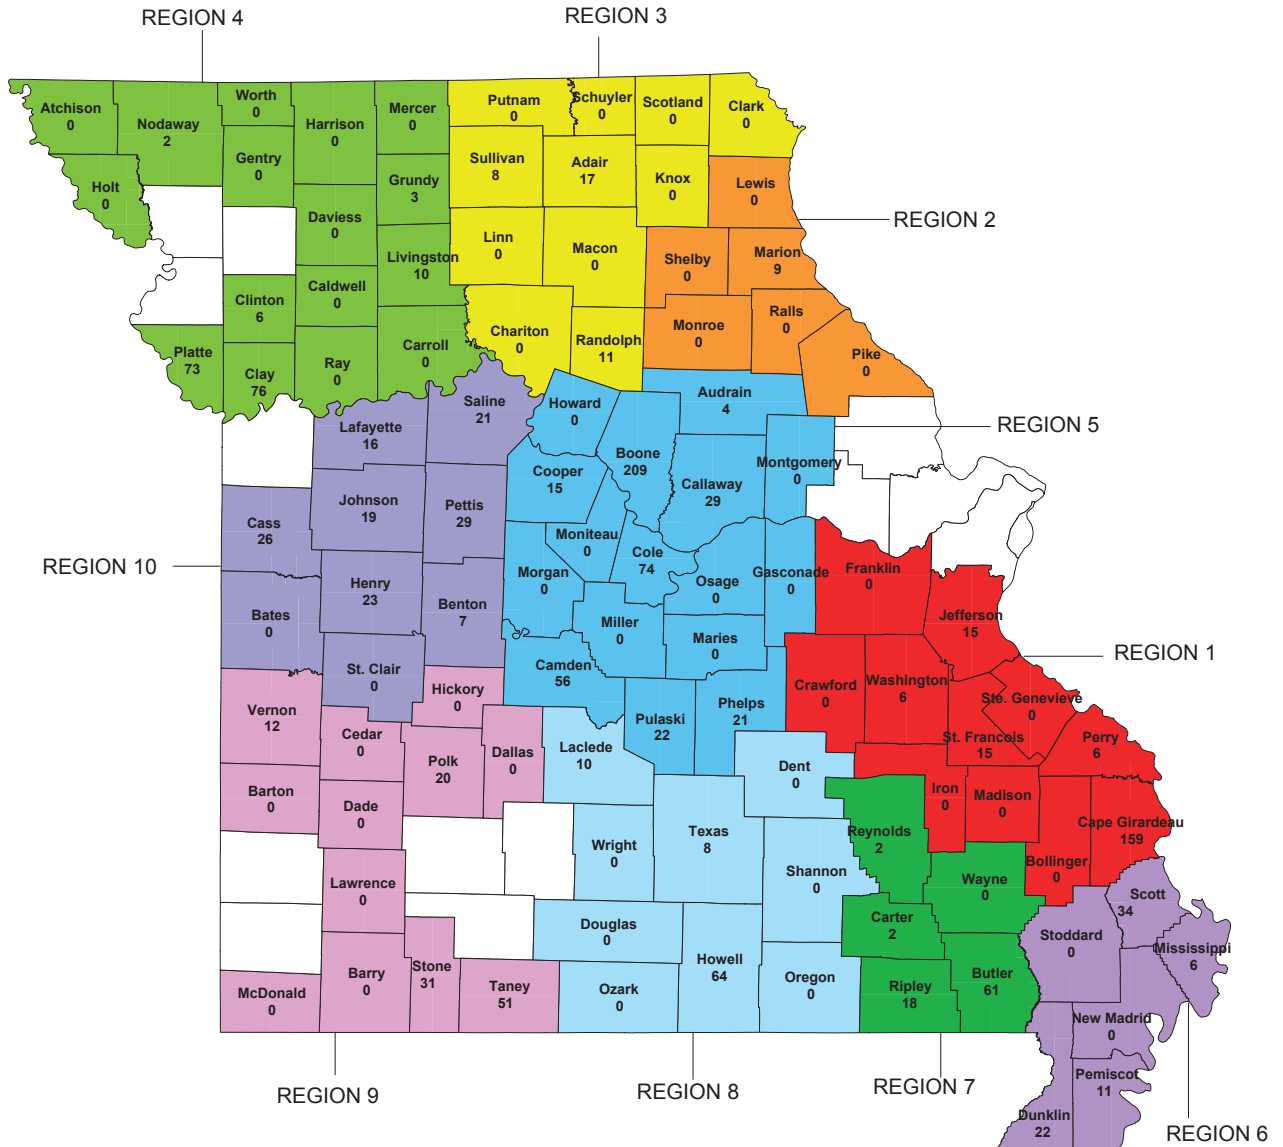 REGION 4
REGION 3
Atchison
0
Nodaway
2
Worth
0
Gentry
0
Harrison
0
Mercer
0
Putnam
0
Schuyler
0
Scotland
0
Clark
0
Holt
0
Daviess
0
Grundy
3
Sullivan
8
Adair
17
Knox
0
Lewis
0
REGION 2
Livingston
10
Linn
0
Macon
0
Shelby
0
Marion
9
Clinton
6
Caldwell
0
Chariton
0
Randolph
11
Monroe
0
Ralls
0
Pike
0
Platte
73
Clay
76
Ray
0
Carroll
0
Lafayette
16
Saline
21
Howard
0
Boone
209
Audrain
4
REGION 5
Cooper
15
Callaway
29
Montgomery
0
Cass
26
Johnson
19
Pettis
29
Moniteau
0
Cole
74
Osage
0
Gasconade
0
Franklin
0
REGION 10
Morgan
0
Henry
23
Benton
7
Bates
0
Miller
0
Maries
0
Jefferson
15
REGION 1
St. Clair
0
Hickory
0
Camden
56
Pulaski
22
Phelps
21
Crawford
0
Washington
6
Ste. Genevieve
0
St. Francois
15
Perry
6
Vernon
12
Cedar
0
Polk
20
Dallas
0
Laclede
10
Dent
0
Iron
0
Madison
0
Barton
0
Dade
0
Wright
0
Texas
8
Shannon
0
Reynolds
2
Wayne
0
Bollinger
0
Cape Girardeau
159
Lawrence
0
Douglas
0
Howell
64
Carter
2
Scott
34
Stoddard
0
Mississippi
6
McDonald
0
Barry
0
Stone
31
Taney
51
Ozark
0
Oregon
0
Ripley
18
Butler
61
New Madrid
0
Pemiscot
11
Dunklin
22
REGION 9
REGION 8
REGION 7
REGION 6